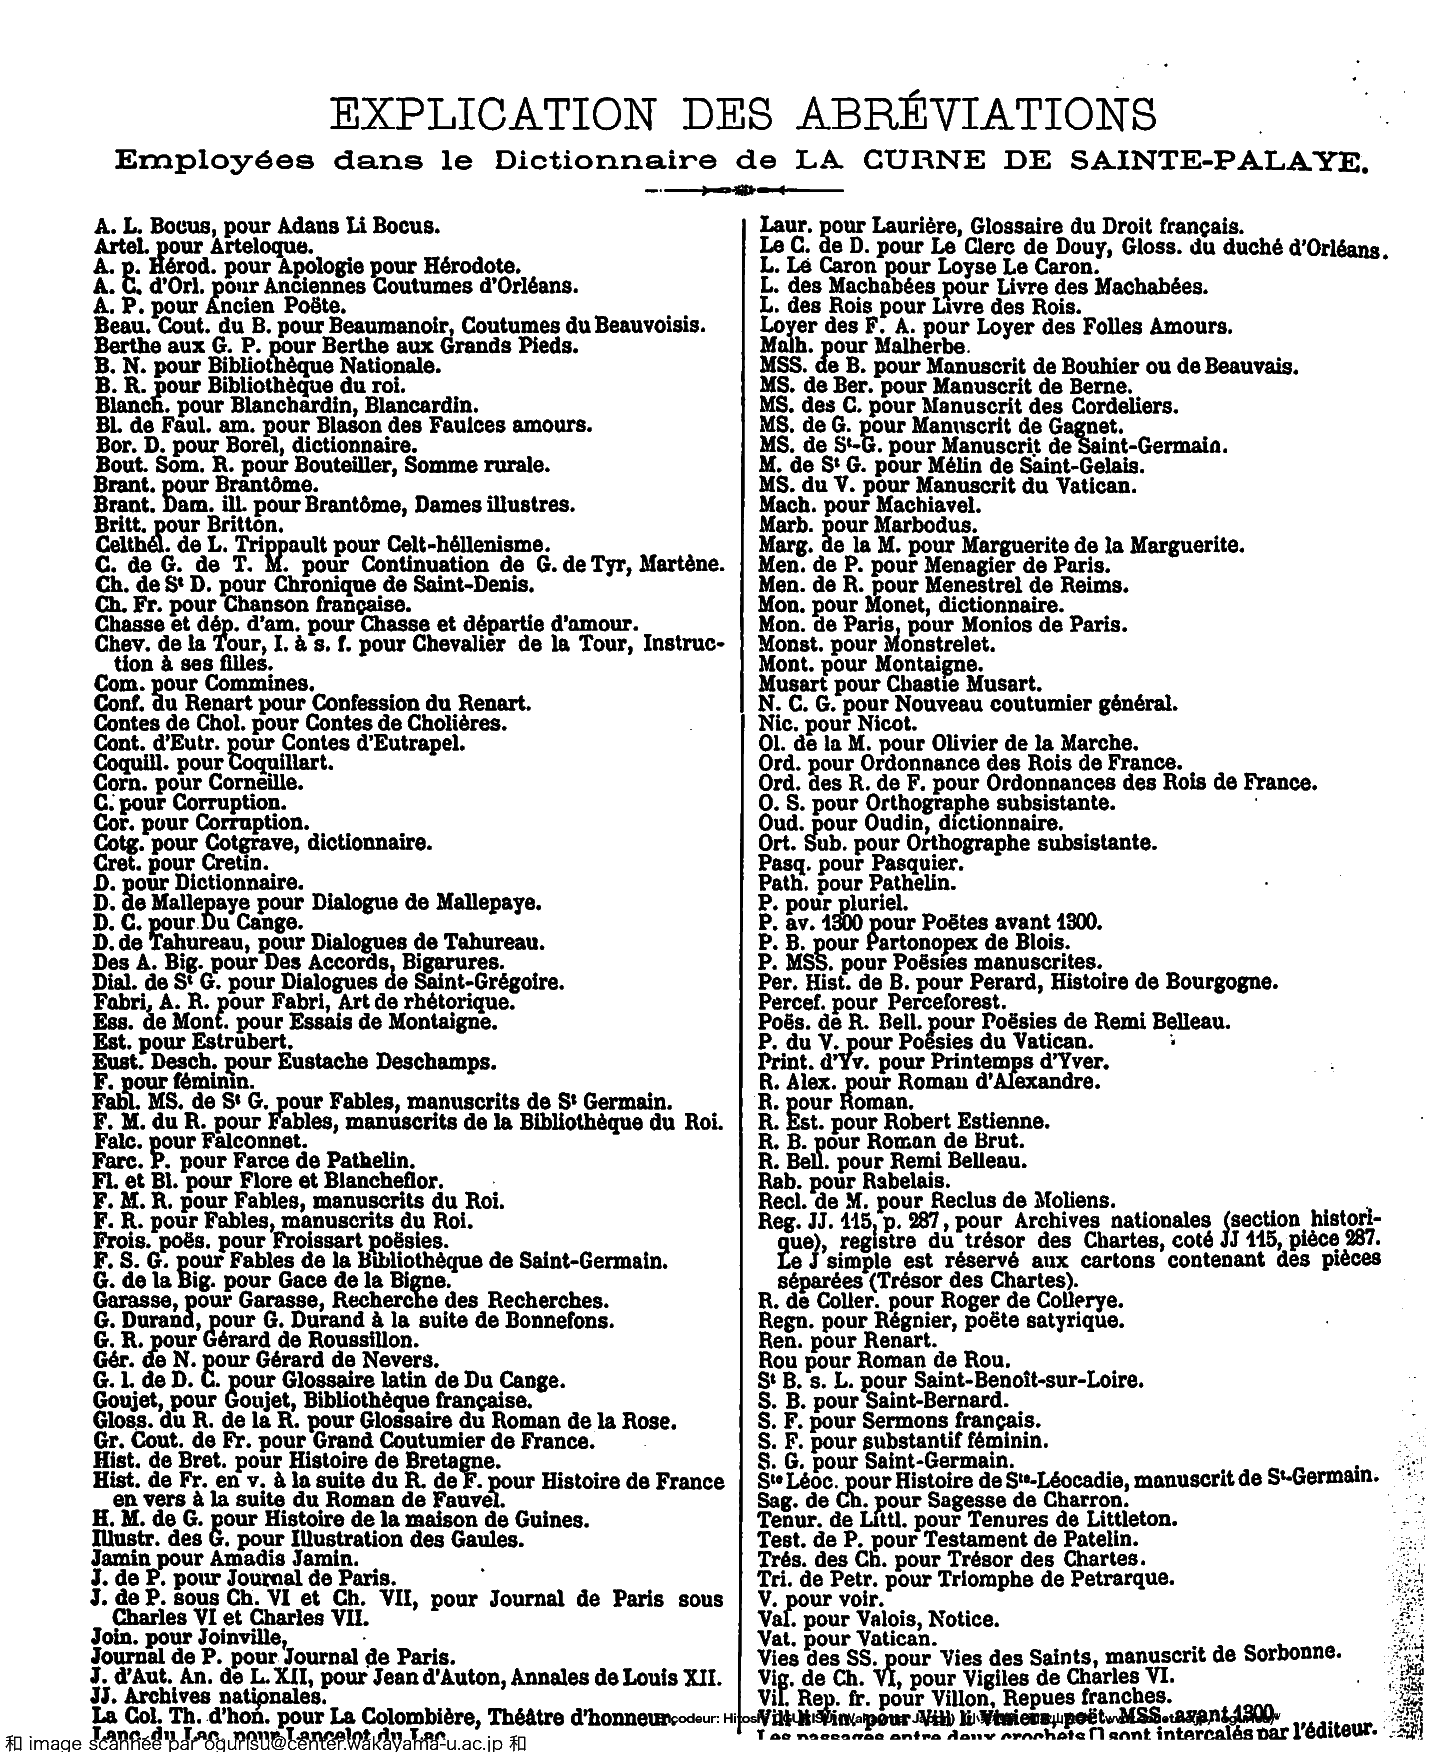 EXPLICATION DES ABRÉVIATIONS
Employées dans le Dictionnaire de LA CURNE DE SAINTE-PALAYE.
A. L. Bocus, pour Adans Li Bocus.
Artel. pour Arteloque.
A. p. Hérod. pour Apologie pour Hérodote.
A. C. d'Orl. pour Anciennes Coutumes d'Orléans.
A. P. pour Ancien Poëte.
Beau. Cout. du B. pour Beaumanoir, Coutumes du Beauvoisis.
Berthe aux G. P. pour Berthe aux Grands Pieds.
B. N. pour Bibliothèque Nationale.
B. R. pour Bibliothèque du roi.
Blanch. pour Blanchardin, Blancardin.
Bl. de Faul. am. pour Blason des Faulces amours.
Bor. D. pour Borel, dictionnaire.
Bout. Som. R. pour Bouteiller, Somme rurale.
Brant. pour Brantôme.
Brant. Dam. ill. pour Brantôme, Dames illustres.
Britt. pour Britton.
Celthél. de L. Trippault pour Celt-héllenisme.
C. de G. de T. M. pour Continuation de G. de Tyr, Martène.
Ch. de St D. pour Chronique de Saint-Denis.
Ch. Fr. pour Chanson française.
Chasse et dép. d'am. pour Chasse et départie d'amour.
Chev. de la Tour, I. à s. f. pour Chevalier de la Tour, Instruc-
tion à ses filles.
Com. pour Commines.
Conf. du Renart pour Confession du Renart.
Contes de Chol. pour Contes de Cholières.
Cont. d'Eutr. pour Contes d'Eutrapel.
Coquill. pour Coquillart.
Corn. pour Corneille.
C. pour Corruption.
Cor. pour Corruption.
Cotg. pour Cotgrave, dictionnaire.
Cret. pour Cretin.
D. pour Dictionnaire.
D. de Mallepaye pour Dialogue de Mallepaye.
D. C. pour Du Cange.
D. de Tahureau, pour Dialogues de Tahureau.
Des A. Big. pour Des Accords, Bigarures.
Dial. de St G. pour Dialogues de Saint-Grégoire.
Fabri, A. R. pour Fabri, Art de rhétorique.
Ess. de Mont. pour Essais de Montaigne.
Est. pour Estrubert.
Eust. Desch. pour Eustache Deschamps.
F. pour féminin.
Fabl. MS. de St G. pour Fables, manuscrits de St Germain.
F. M. du R. pour Fables, manuscrits de la Bibliothèque du Roi.
Falc. pour Falconnet.
Farc. P. pour Farce de Pathelin.
Fl. et Bl. pour Flore et Blancheflor.
F. M. R. pour Fables, manuscrits du Roi.
F. R. pour Fables, manuscrits du Roi.
Frois. poës. pour Froissart poësies.
F. S. G. pour Fables de la Bibliothèque de Saint-Germain.
G. de la Big. pour Gace de la Bigne.
Garasse, pour Garasse, Recherche des Recherches.
G. Durand, pour G. Durand à la suite de Bonnefons.
G. R. pour Gérard de Roussillon.
Gér. de N. pour Gérard de Nevers.
G. l. de D. C. pour Glossaire latin de Du Cange.
Goujet, pour Goujet, Bibliothèque française.
Gloss. du R. de la R. pour Glossaire du Roman de la Rose.
Gr. Cout. de Fr. pour Grand Coutumier de France.
Hist. de Bret. pour Histoire de Bretagne.
Hist. de Fr. en v. à la suite du R. de F. pour Histoire de France
en vers à la suite du Roman de Fauvel.
H. M. de G. pour Histoire de la maison de Guines.
Illustr. des G. pour Illustration des Gaules.
Jamin pour Amadis Jamin.
J. de P. pour Journal de Paris.
J. de P. sous Ch. VI et Ch. VII, pour Journal de Paris sous
Charles VI et Charles VII.
Join. pour Joinville,
Journal de P. pour Journal de Paris.
J. d'Aut. An. de L. XII, pour Jean d'Auton, Annales de Louis XII.
JJ. Archives nationales.
La Col. Th. d'hon. pour La Colombière, Théâtre d'honneur.
Lanc. du Lac. pour Lancelot du Lac.
Laur. pour Laurière, Glossaire du Droit français.
Le C. de D. pour Le Clerc de Douy, Gloss. du duché d'Orléans.
L. Le Caron pour Loyse Le Caron.
L. des Machabées pour Livre des Machabées.
L. des Rois pour Livre des Rois.
Loyer des F. A. pour Loyer des Folles Amours.
Malh. pour Malherbe.
MSS. de B. pour Manuscrit de Bouhier ou de Beauvais.
MS. de Ber. pour Manuscrit de Berne.
MS. des C. pour Manuscrit des Cordeliers.
MS. de G. pour Manuscrit de Gagnet.
MS. de St-G. pour Manuscrit de Saint-Germain.
M. de St G. pour Mélin de Saint-Gelais.
MS. du V. pour Manuscrit du Vatican.
Mach. pour Machiavel.
Marb. pour Marbodus.
Marg. de la M. pour Marguerite de la Marguerite.
Men. de P. pour Menagier de Paris.
Men. de R. pour Menestrel de Reims.
Mon. pour Monet, dictionnaire.
Mon. de Paris, pour Monios de Paris.
Monst. pour Monstrelet.
Mont. pour Montaigne.
Musart pour Chastie Musart.
N. C. G. pour Nouveau coutumier général.
Nic. pour Nicot.
Ol. de la M. pour Olivier de la Marche.
Ord. pour Ordonnance des Rois de France.
Ord. des R. de F. pour Ordonnances des Rois de France.
O. S. pour Orthographe subsistante.
Oud. pour Oudin, dictionnaire.
Ort. Sub. pour Orthographe subsistante.
Pasq. pour Pasquier.
Path. pour Pathelin.
P. pour pluriel.
P. av. 1300 pour Poëtes avant 1300.
P. B. pour Partonopex de Blois.
P. MSS. pour Poësies manuscrites.
Per. Hist. de B. pour Perard, Histoire de Bourgogne.
Percef. pour Perceforest.
Poës. de R. Bell. pour Poësies de Remi Belleau.
P. du V. pour Poësies du Vatican.
Print. d'Yv. pour Printemps d'Yver.
R. Alex. pour Roman d'Alexandre.
R. pour Roman.
R. Est. pour Robert Estienne.
R. B. pour Roman de Brut.
R. Bell. pour Remi Belleau.
Rab. pour Rabelais.
Recl. de M. pour Reclus de Moliens.
Reg. JJ. 115, p. 287, pour Archives nationales (section histori-
que), registre du trésor des Chartes, coté JJ 115, pièce 287.
Le J simple est réservé aux cartons contenant des pièces
séparées (Trésor des Chartes).
R. de Coller. pour Roger de Collerye.
Regn. pour Régnier, poëte satyrique.
Ren. pour Renart.
Rou pour Roman de Rou.
St B. s. L. pour Saint-Benoît-sur-Loire.
S. B. pour Saint-Bernard.
S. F. pour Sermons français.
S. F. pour substantif féminin.
S. G. pour Saint-Germain.
Ste Léoc. pour Histoire de Ste-Léocadie, manuscrit de St-Germain.
Sag. de Ch. pour Sagesse de Charron.
Tenur. de Littl. pour Tenures de Littleton.
Test. de P. pour Testament de Patelin.
Trés. des Ch. pour Trésor des Chartes.
Tri. de Petr. pour Triomphe de Petrarque.
V. pour voir.
Val. pour Valois, Notice.
Vat. pour Vatican.
Vies des SS. pour Vies des Saints, manuscrit de Sorbonne.
Vig. de Ch. VI, pour Vigiles de Charles VI.
Vil. Rep. fr. pour Villon, Repues franches.
pour Vili li Viniers, poët. MSS. avant 1300.
Les passages entre deux crochets [] sont intercalés par l'éditeur.
和 image scannée par ogurisu@center.wakayama-u.ac.jp 和